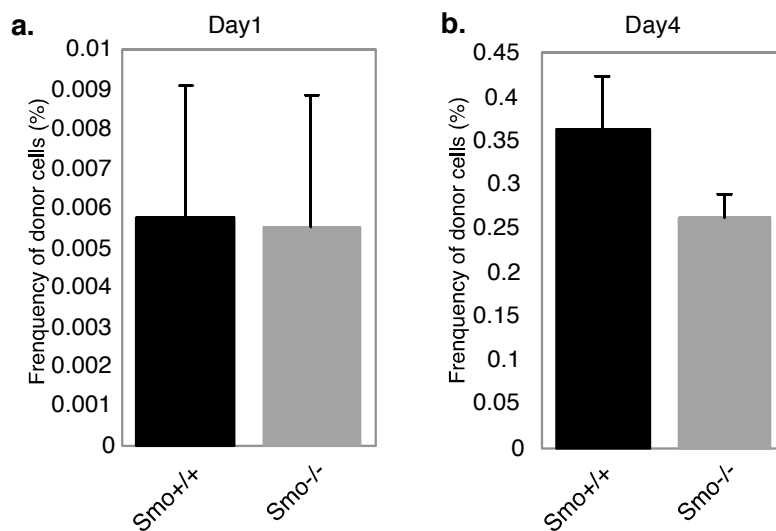 a.
Day1
Frenquency of donor cells (%)
0.01
0.009
0.008
0.007
0.006
0.005
0.004
0.003
0.002
0.001
0
Smo+/+
Smo-/-
b.
Day4
Frenquency of donor cells (%)
0.45
0.4
0.35
0.3
0.25
0.2
0.15
0.1
0.05
0
Smo+/+
Smo-/-